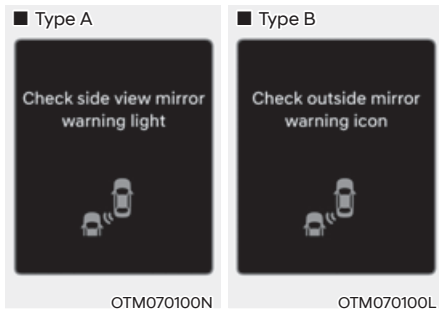 ■ Type A
Check side view mirror
warning light
OTM070100N
■ Type B
Check outside mirror
warning icon
OTM070100L